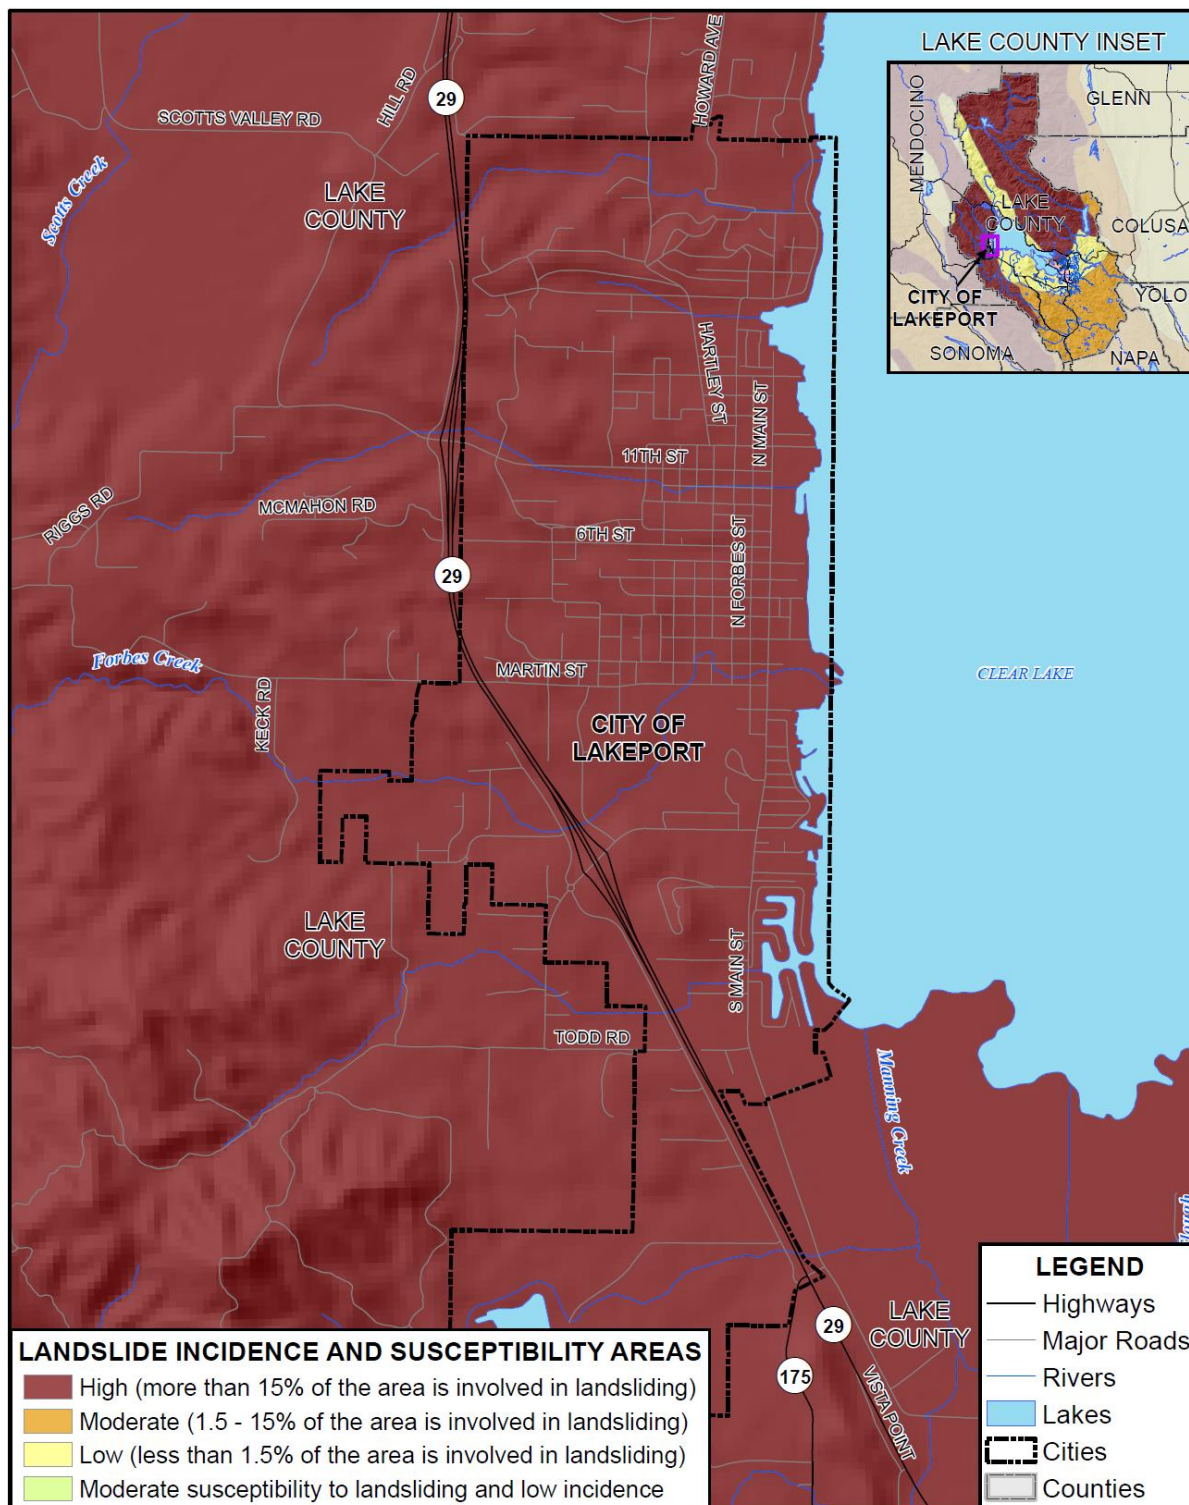 LAKE COUNTY INSET
GLENN
MENDOCINO
LAKE
COUNTY
COLUSA
CITY OF
LAKEPORT
YOLO
SONOMA
NAPA
29
HOWARD AVE
HILL RD
SCOTTS VALLEY RD
LAKE
COUNTY
Scotts Creek
HARTLEY ST
N MAIN ST
11TH ST
RIGGS RD
MCMAHON RD
6TH ST
N FORBES ST
29
Forbes Creek
MARTIN ST
CLEAR LAKE
KECK RD
CITY OF
LAKEPORT
LAKE
COUNTY
S MAIN ST
TODD RD
Manning Creek
LAKE
COUNTY
29
175
VISTA POINT
LANDSLIDE INCIDENCE AND SUSCEPTIBILITY AREAS
High (more than 15% of the area is involved in landsliding)
Moderate (1.5 - 15% of the area is involved in landsliding)
Low (less than 1.5% of the area is involved in landsliding)
Moderate susceptibility to landsliding and low incidence
LEGEND
Highways
Major Roads
Rivers
Lakes
Cities
Counties